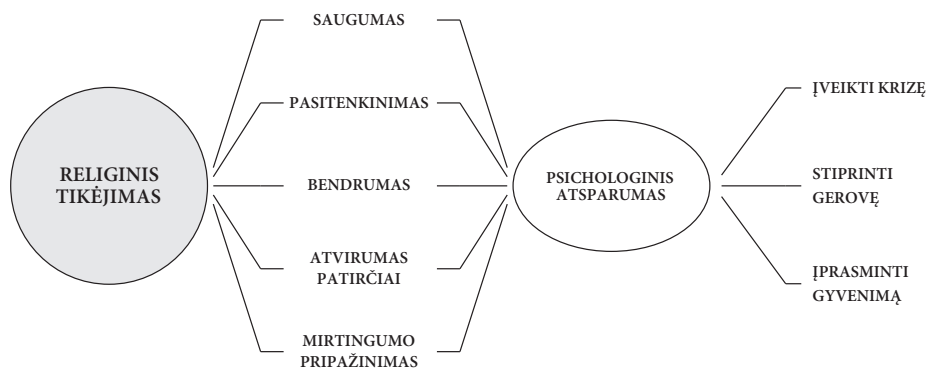 RELIGINIS
TIKĖJIMAS
SAUGUMAS
PASITENKINIMAS
BENDRUMAS
ATVIRUMAS
PATIRČIAI
MIRTINGUMO
PRIPAŽINIMAS
PSICHOLOGINIS
ATSPARUMAS
ĮVEIKTI KRIZĘ
STIPRINTI
GEROVĘ
ĮPRASMINTI
GYVENIMĄ